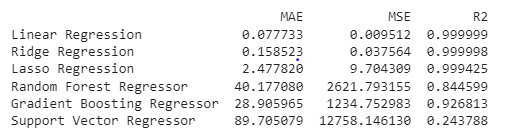 MAE MSE R2
Linear Regression 0.077733 0.009512 0.999999
Ridge Regression 0.158523 0.037564 0.999998
Lasso Regression 2.477820 9.704309 0.999425
Random Forest Regressor 40.177080 2621.793155 0.844599
Gradient Boosting Regressor 28.905965 1234.752983 0.926813
Support Vector Regressor 89.705079 12758.146130 0.243788